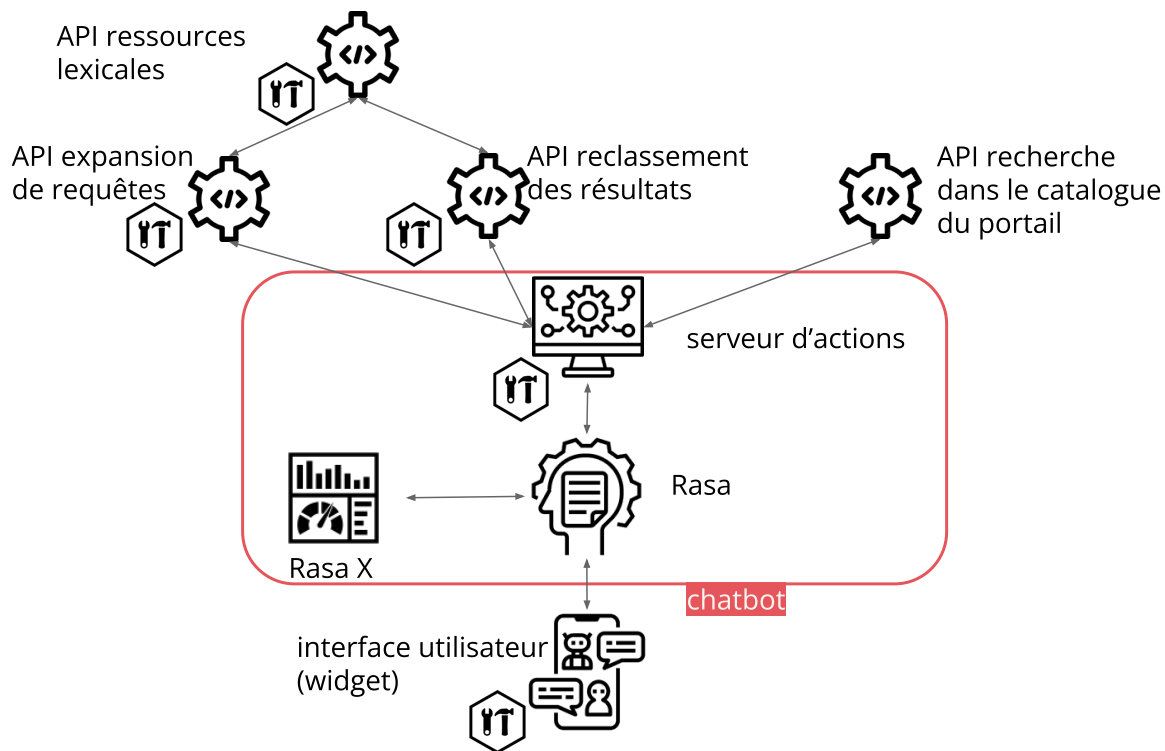 API ressources
lexicales
API expansion
de requêtes
API reclassement
des résultats
API recherche
dans le catalogue
du portail
serveur d’actions
Rasa
Rasa X
chatbot
interface utilisateur
(widget)